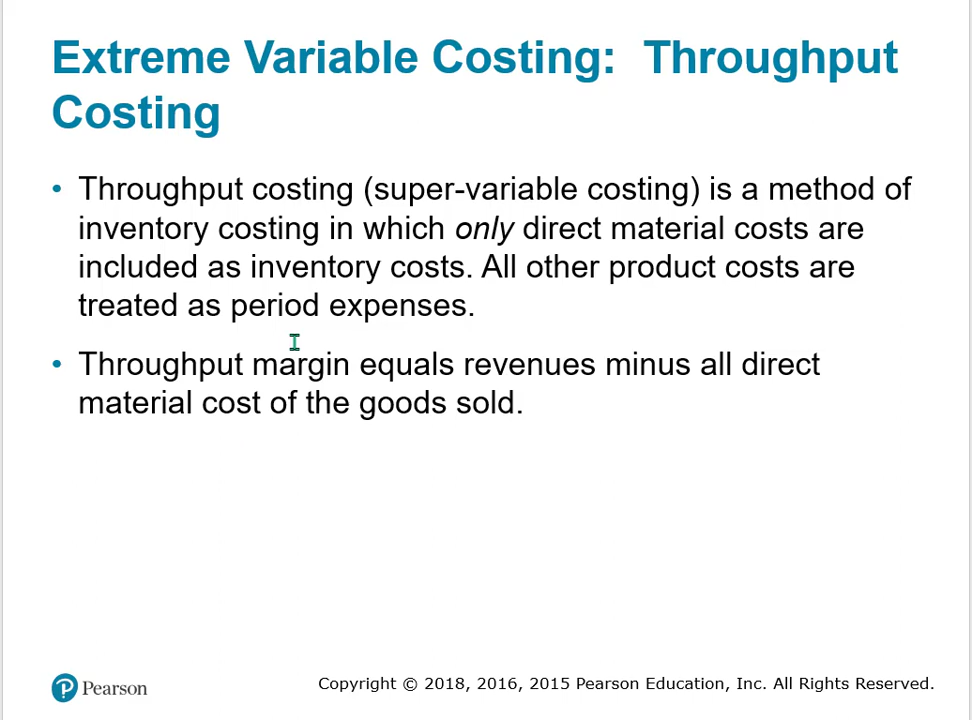 Extreme Variable Costing:  Throughput
Costing
• Throughput costing (super-variable costing) is a method of
inventory costing in which only direct material costs are
included as inventory costs. All other product costs are
treated as period expenses.
• Throughput margin equals revenues minus all direct
material cost of the goods sold.
Pearson
Copyright © 2018, 2016, 2015 Pearson Education, Inc. All Rights Reserved.